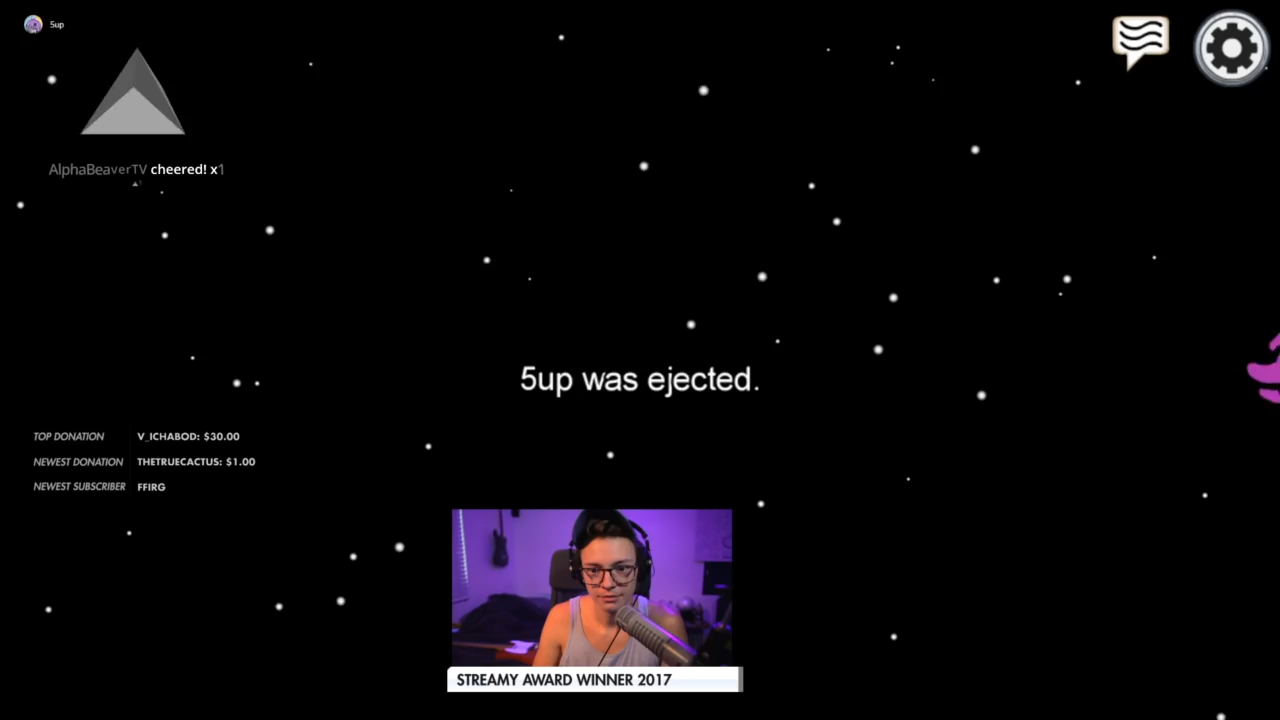 5up
AlphaBeaverTV cheered! x1
5up was ejected.
TOP DONATION V_ICHABOD: $30.00
NEWEST DONATION THETRUECACTUS: $1.00
NEWEST SUBSCRIBER FFIRG
STREAMY AWARD WINNER 2017